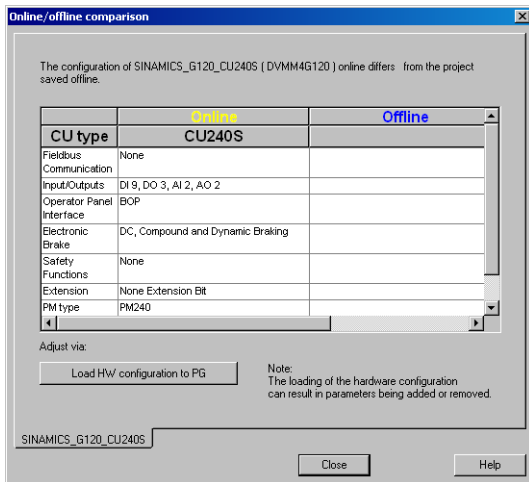 Online/offline comparison
The configuration of SINAMICS_G120_CU240S ( DVMM4G120 ) online differs from the project
saved offline.
Online Offline
CU type CU240S
Fieldbus None
Communication
Input/Outputs DI 9, DO 3, AI 2, AO 2
Operator Panel BOP
Interface
Electronic DC, Compound and Dynamic Braking
Brake
Safety None
Functions
Extension None Extension Bit
PM type PM240
Adjust via:
Load HW configuration to PG
Note:
The loading of the hardware configuration
can result in parameters being added or removed.
SINAMICS_G120_CU240S
Close Help